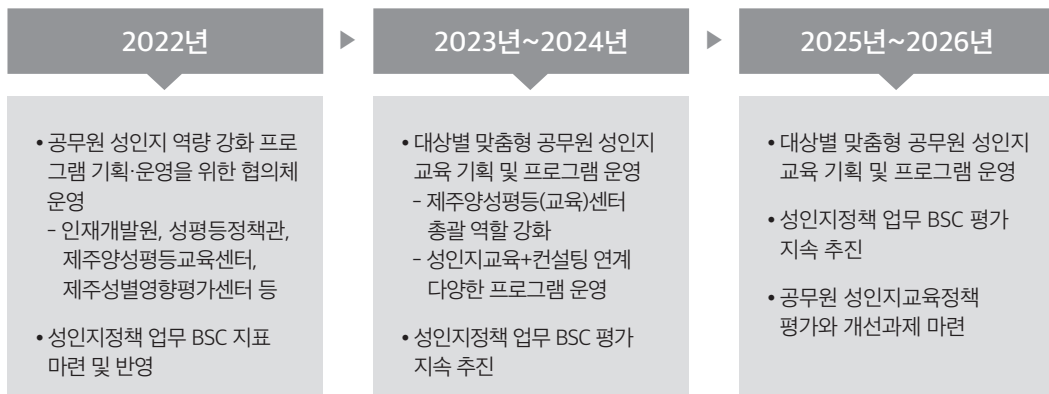 2022년
▶
2023년~2024년
▶
2025년~2026년
• 공무원 성인지 역량 강화 프로
그램 기획·운영을 위한 협의체
운영
- 인재개발원, 성평등정책관,
제주양성평등교육센터,
제주성별영향평가센터 등
• 성인지정책 업무 BSC 지표
마련 및 반영
• 대상별 맞춤형 공무원 성인지
교육 기획 및 프로그램 운영
- 제주양성평등(교육)센터
총괄 역할 강화
- 성인지교육+컨설팅 연계
다양한 프로그램 운영
• 성인지정책 업무 BSC 평가
지속 추진
• 대상별 맞춤형 공무원 성인지
교육 기획 및 프로그램 운영
• 성인지정책 업무 BSC 평가
지속 추진
• 공무원 성인지교육정책
평가와 개선과제 마련